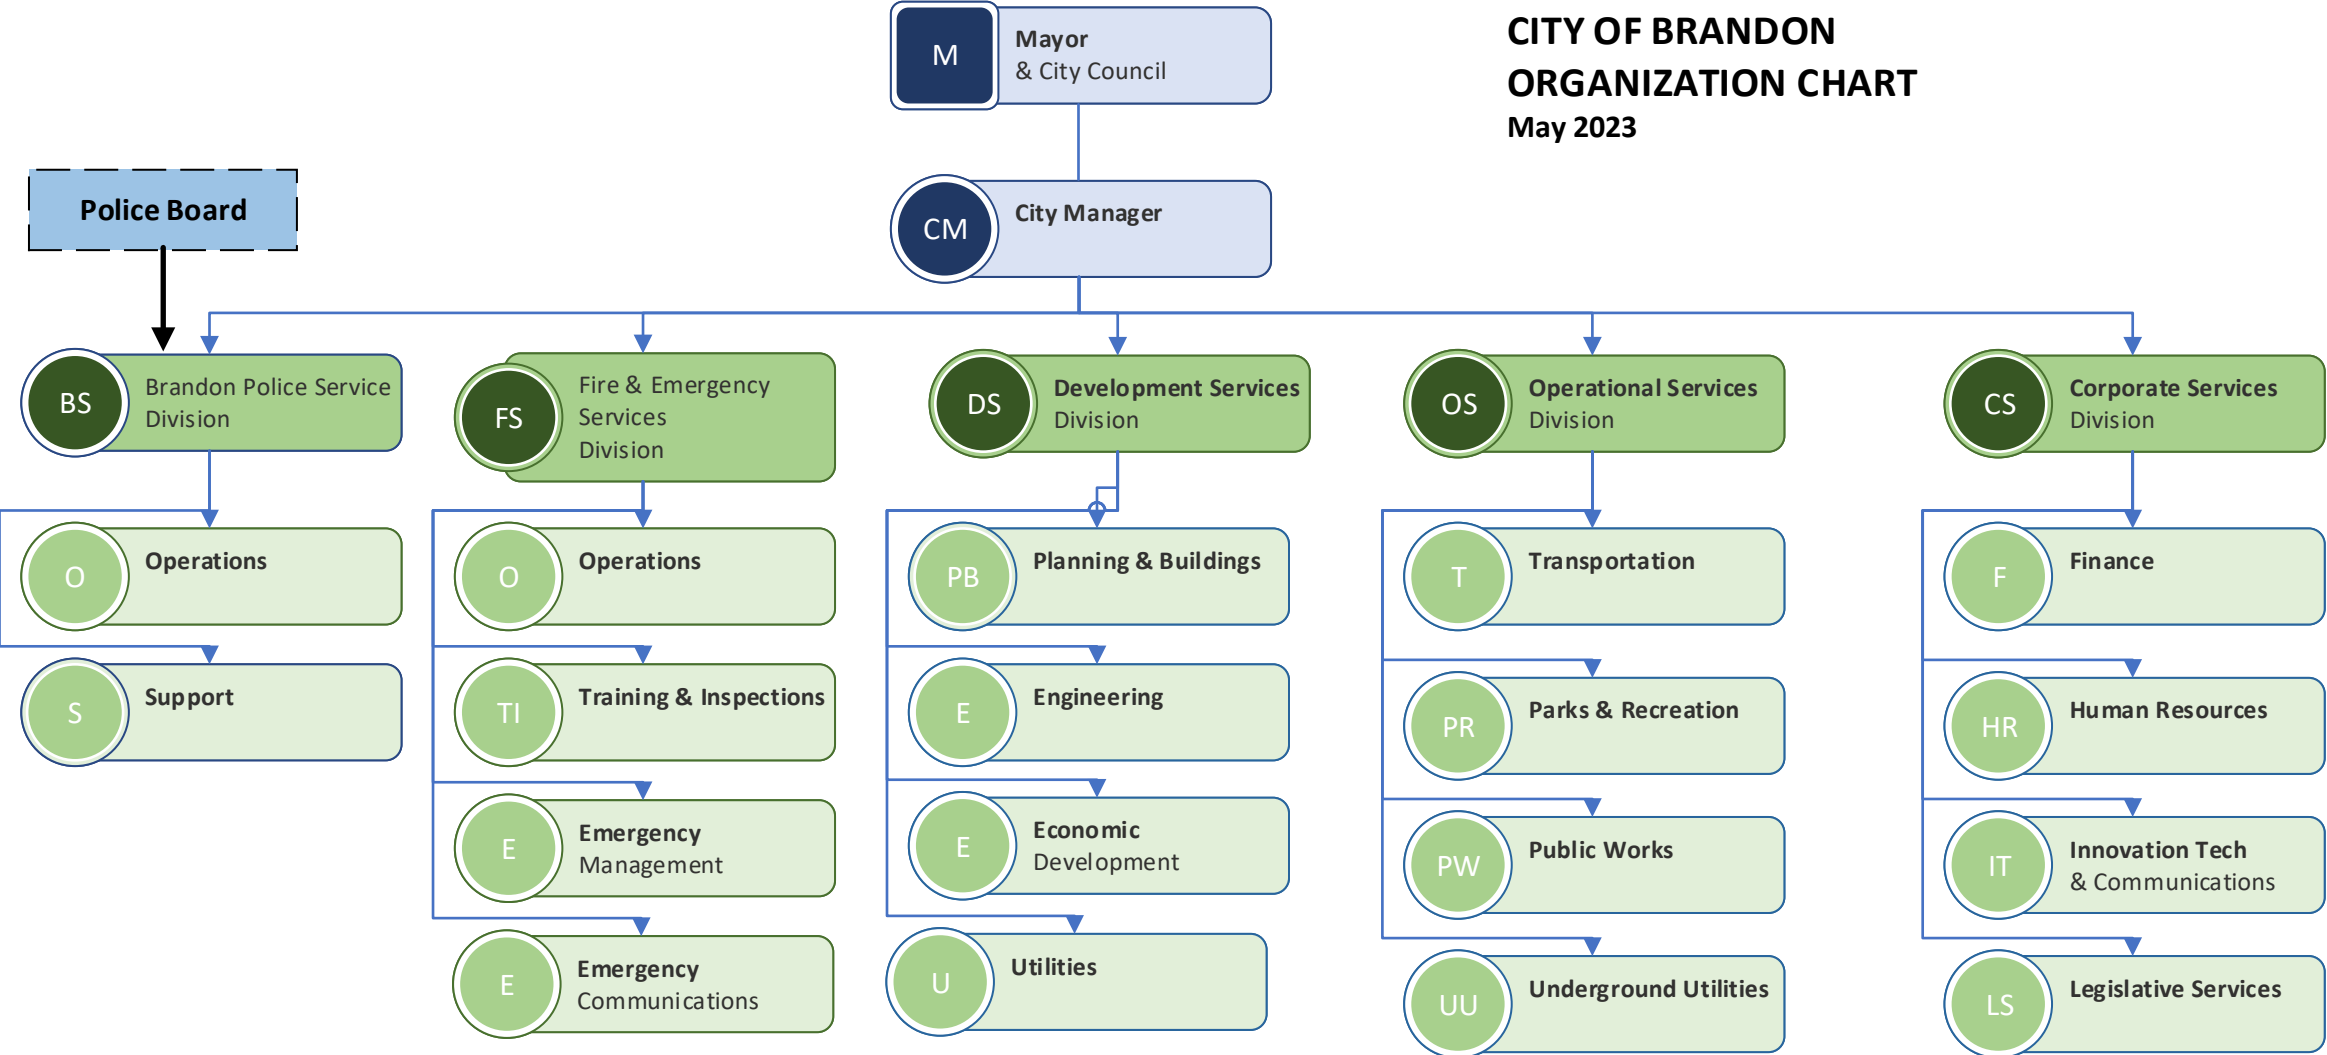 CITY OF BRANDON
ORGANIZATION CHART
May 2023
M
Mayor
& City Council
CM
City Manager
Police Board
BS
Brandon Police Service
Division
FS
Fire & Emergency
Services
Division
DS
Development Services
Division
OS
Operational Services
Division
CS
Corporate Services
Division
O
Operations
S
Support
O
Operations
TI
Training & Inspections
E
Emergency
Management
E
Emergency
Communications
PB
Planning & Buildings
E
Engineering
E
Economic
Development
U
Utilities
T
Transportation
PR
Parks & Recreation
PW
Public Works
UU
Underground Utilities
F
Finance
HR
Human Resources
IT
Innovation Tech
& Communications
LS
Legislative Services